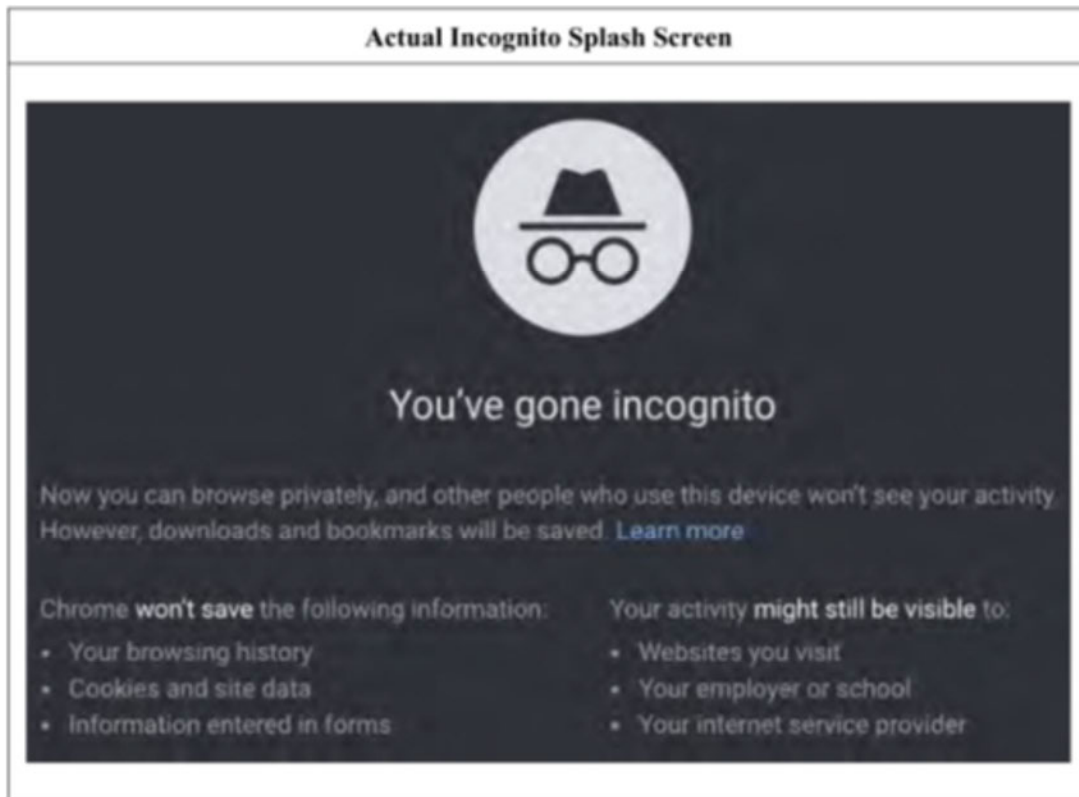 Actual Incognito Splash Screen
You've gone incognito
Now you can browse privately, and other people who use this device won't see your activity.
However, downloads and bookmarks will be saved. Learn more
Chrome won't save the following information:
• Your browsing history
• Cookies and site data
• Information entered in forms
Your activity might still be visible to:
• Websites you visit
• Your employer or school
• Your internet service provider